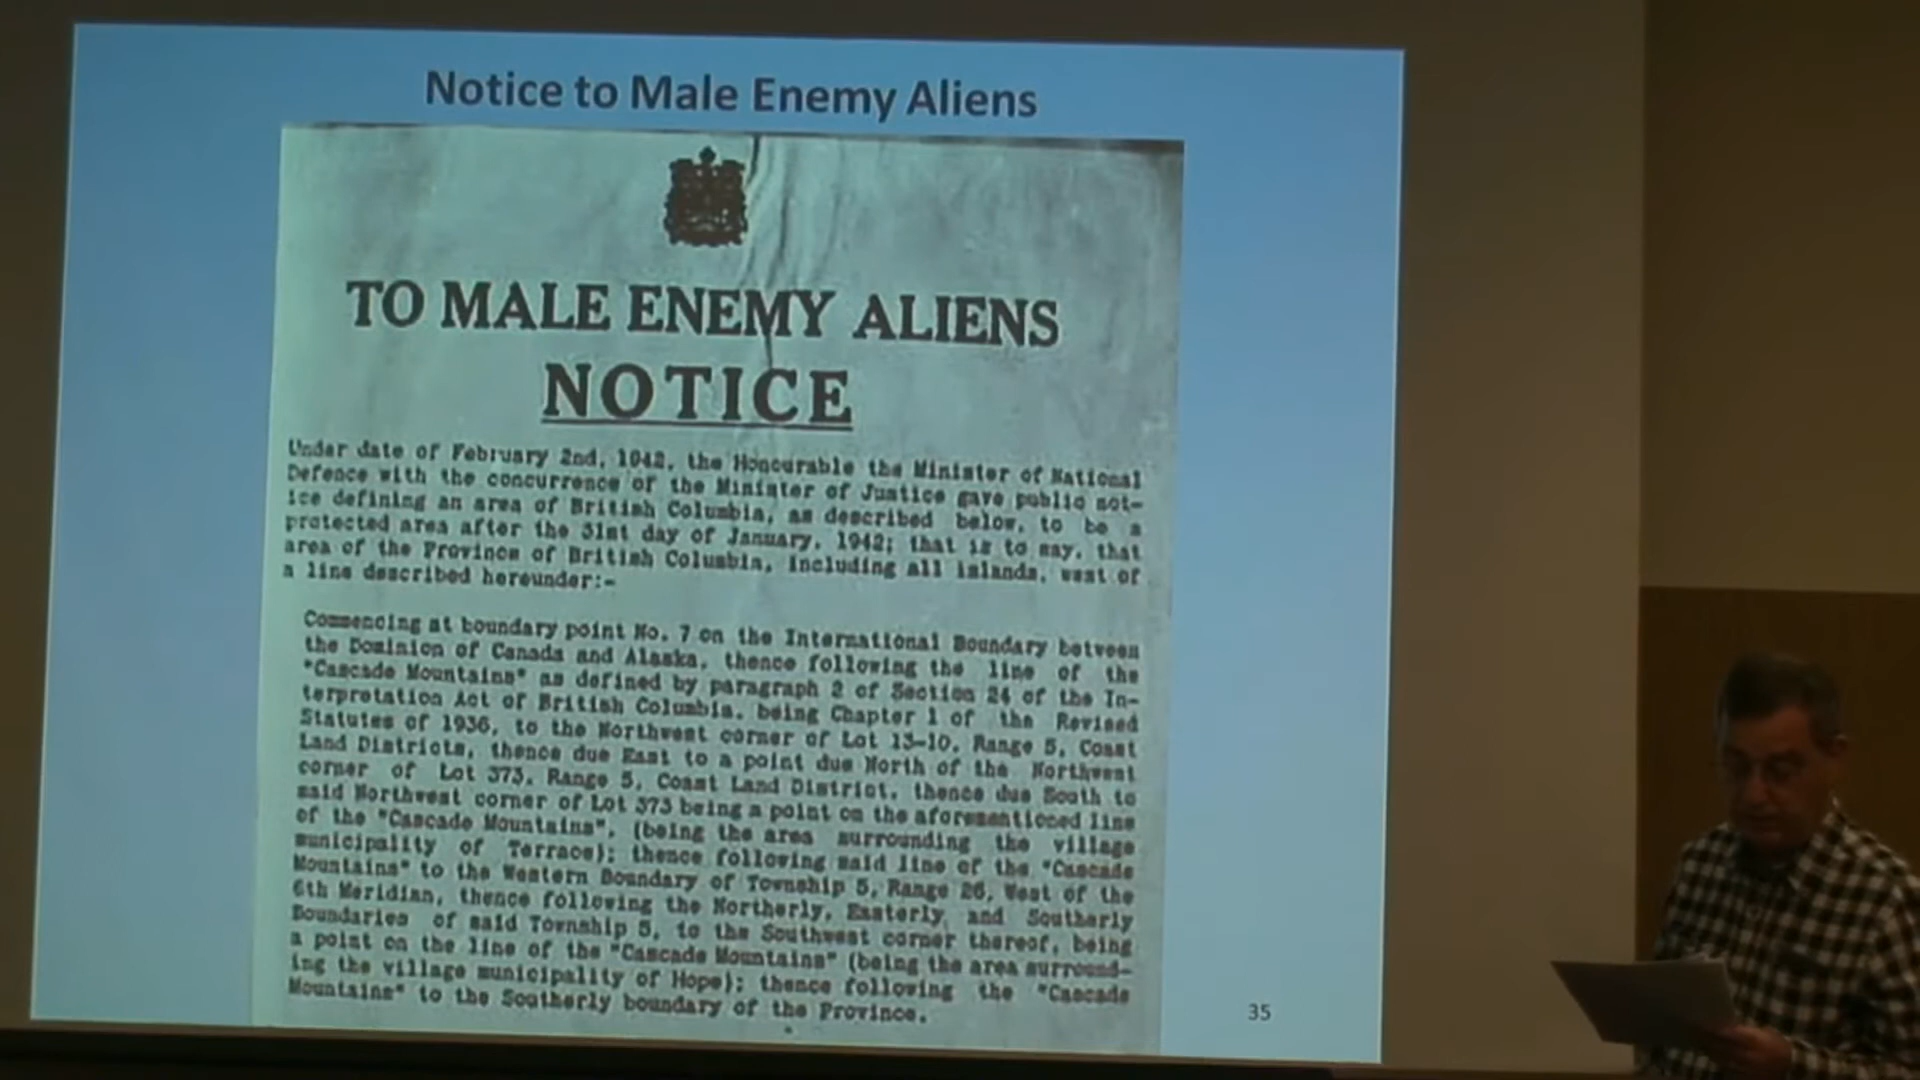 Notice to Male Enemy Aliens
TO MALE ENEMY ALIENS
NOTICE
Under date of February 2nd, 1942, the Honourable the Minister of National
Defence with the concurrence of the Minister of Justice gave public not-
ice defining an area of British Columbia, as described below, to be a
protected area after the 31st day of January, 1942; that is to say, that
area of the Province of British Columbia, including all islands, west of
a line described hereunder:-
Commencing at boundary point No. 7 on the International Boundary between
the Dominion of Canada and Alaska, thence following the line of the
"Cascade Mountains" as defined by paragraph 2 of Section 24 of the In-
terpretation Act of British Columbia, being Chapter 1 of the Revised
Statutes of 1936, to the Northwest corner of Lot 13-10, Range 5, Coast
Land Districts, thence due East to a point due North of the Northwest
corner of Lot 373, Range 5, Coast Land District, thence due South to
said Northwest corner of Lot 373 being a point on the aforementioned line
of the "Cascade Mountains", (being the area surrounding the village
municipality of Terrace); thence following said line of the "Cascade
Mountains" to the Western Boundary of Township 5, Range 26, West of the
6th Meridian, thence following the Northerly, Easterly and Southerly
Boundaries of said Township 5, to the Southwest corner thereof, being
a point on the line of the "Cascade Mountains" (being the area surround-
ing the village municipality of Hope); thence following the "Cascade
Mountains" to the Southerly boundary of the Province.
35